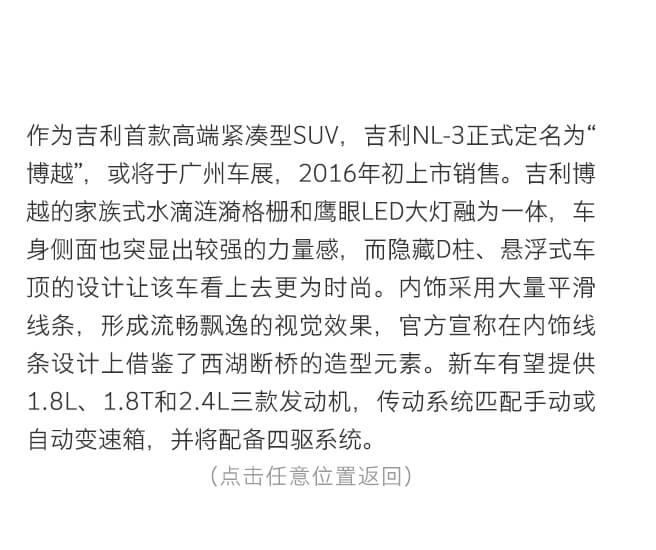 作为吉利首款高端紧凑型SUV，吉利NL-3正式定名为“
博越”，或将于广州车展，2016年初上市销售。吉利博
越的家族式水滴涟漪格栅和鹰眼LED大灯融为一体，车
身侧面也突显出较强的力量感，而隐藏D柱、悬浮式车
顶的设计让该车看上去更为时尚。内饰采用大量平滑
线条，形成流畅飘逸的视觉效果，官方宣称在内饰线
条设计上借鉴了西湖断桥的造型元素。新车有望提供
1.8L、1.8T和2.4L三款发动机，传动系统匹配手动或
自动变速箱，并将配备四驱系统。
（点击任意位置返回）